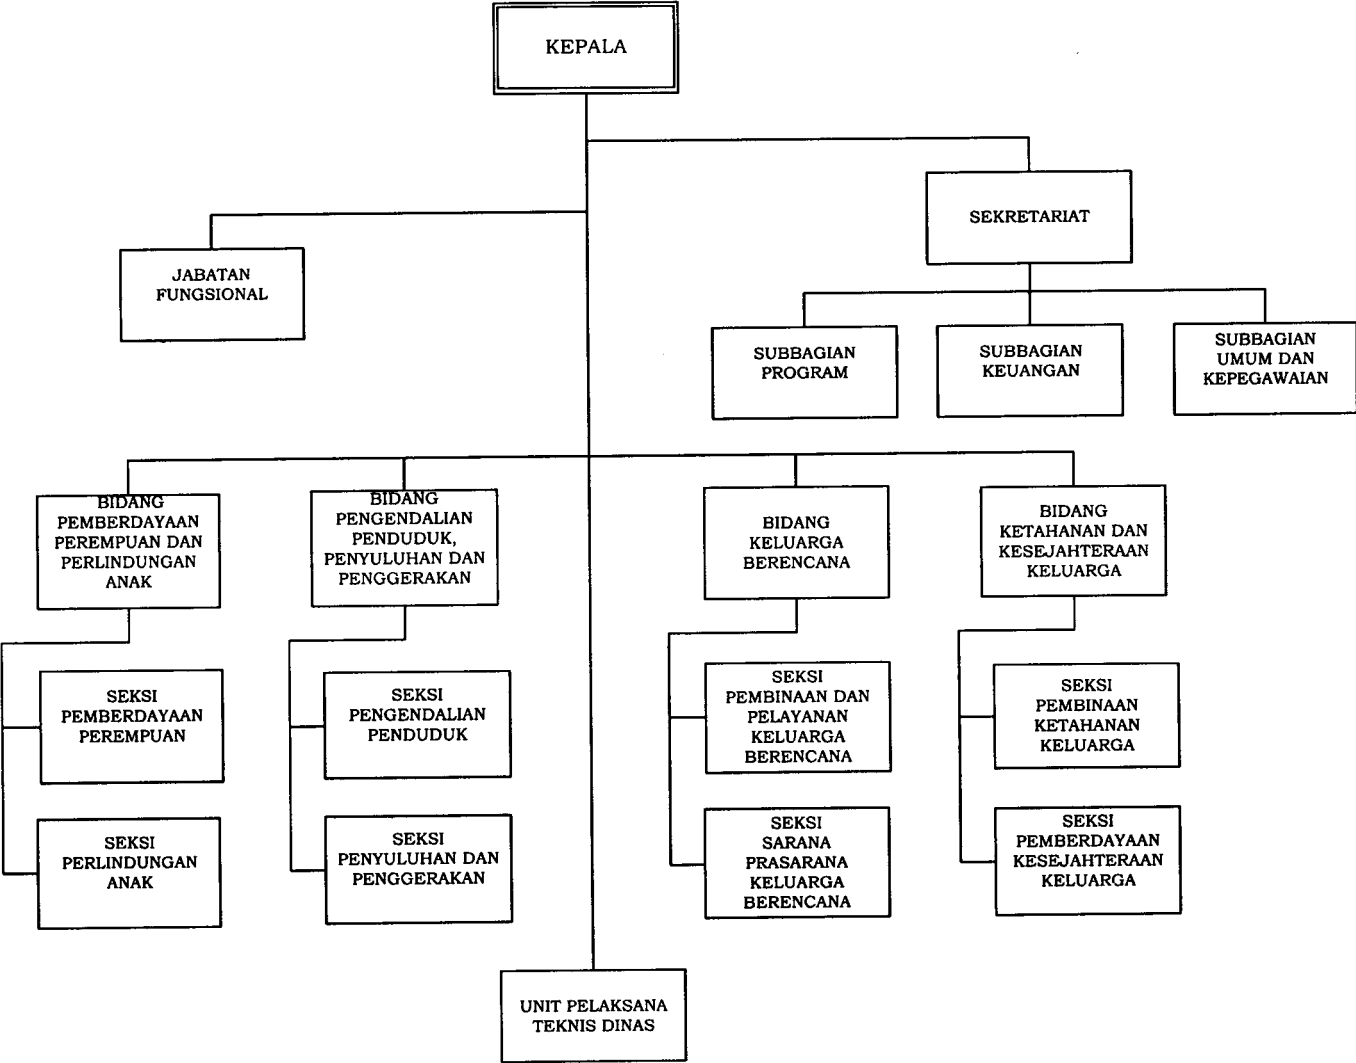 KEPALA
SEKRETARIAT
JABATAN
FUNGSIONAL
SUBBAGIAN
PROGRAM
SUBBAGIAN
KEUANGAN
SUBBAGIAN
UMUM DAN
KEPEGAWAIAN
BIDANG
PEMBERDAYAAN
PEREMPUAN DAN
PERLINDUNGAN
ANAK
BIDANG
PENGENDALIAN
PENDUDUK,
PENYULUHAN DAN
PENGGERAKAN
BIDANG
KELUARGA
BERENCANA
BIDANG
KETAHANAN DAN
KESEJAHTERAAN
KELUARGA
SEKSI
PEMBERDAYAAN
PEREMPUAN
SEKSI
PENGENDALIAN
PENDUDUK
SEKSI
PEMBINAAN DAN
PELAYANAN
KELUARGA
BERENCANA
SEKSI
PEMBINAAN
KETAHANAN
KELUARGA
SEKSI
PERLINDUNGAN
ANAK
SEKSI
PENYULUHAN DAN
PENGGERAKAN
SEKSI
SARANA
PRASARANA
KELUARGA
BERENCANA
SEKSI
PEMBERDAYAAN
KESEJAHTERAAN
KELUARGA
UNIT PELAKSANA
TEKNIS DINAS